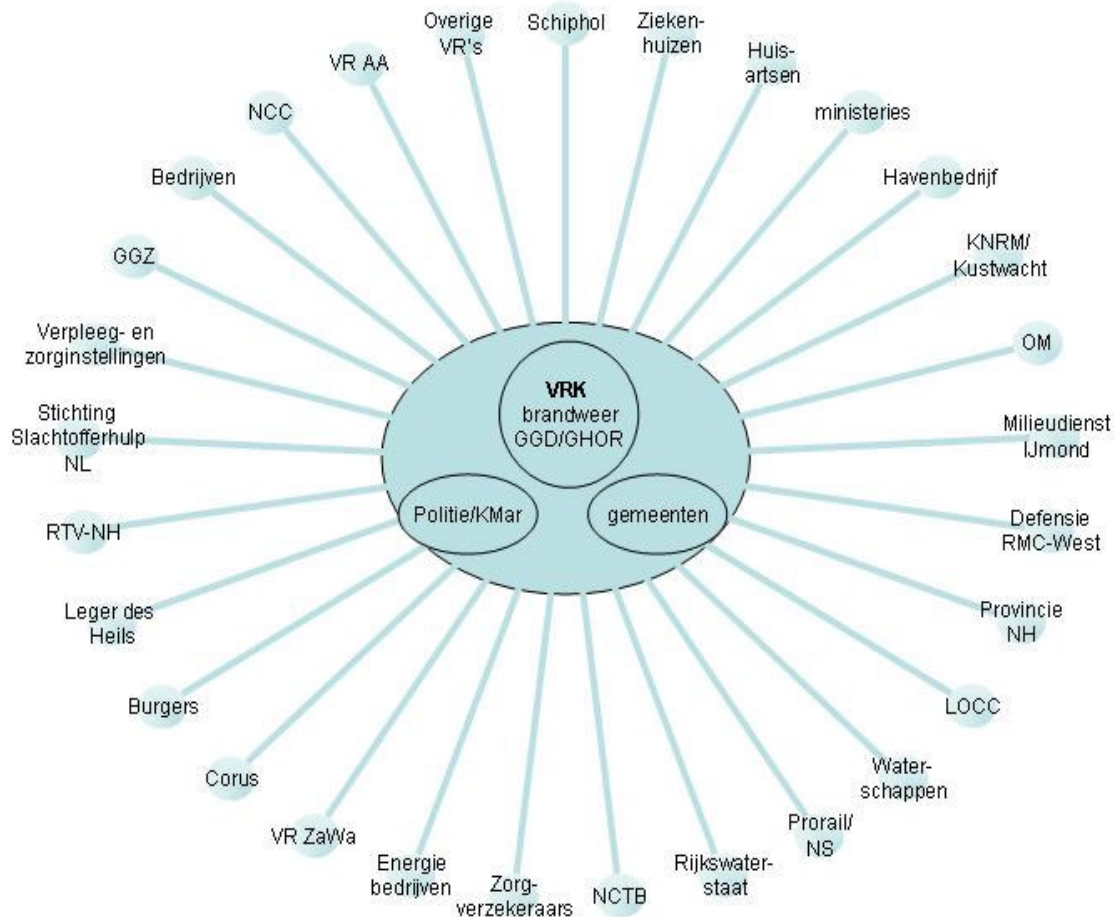 Schiphol
Zieken-
huizen
Huis-
artsen
ministeries
Havenbedrijf
KNRM/
Kustwacht
OM
Milieudienst
IJmond
Defensie
RMC-West
Provincie
NH
LOCC
Water-
schappen
Prorail/
NS
Rijkswater-
staat
NCTB
Zorg-
verzekeraars
Energie
bedrijven
VR ZaWa
Corus
Burgers
Leger des
Heils
RTV-NH
Stichting
Slachtofferhulp
NL
Verpleeg- en
zorginstellingen
GGZ
Bedrijven
NCC
VR AA
Overige
VR's
VRK
brandweer
GGD/GHOR
Politie/KMar
gemeenten